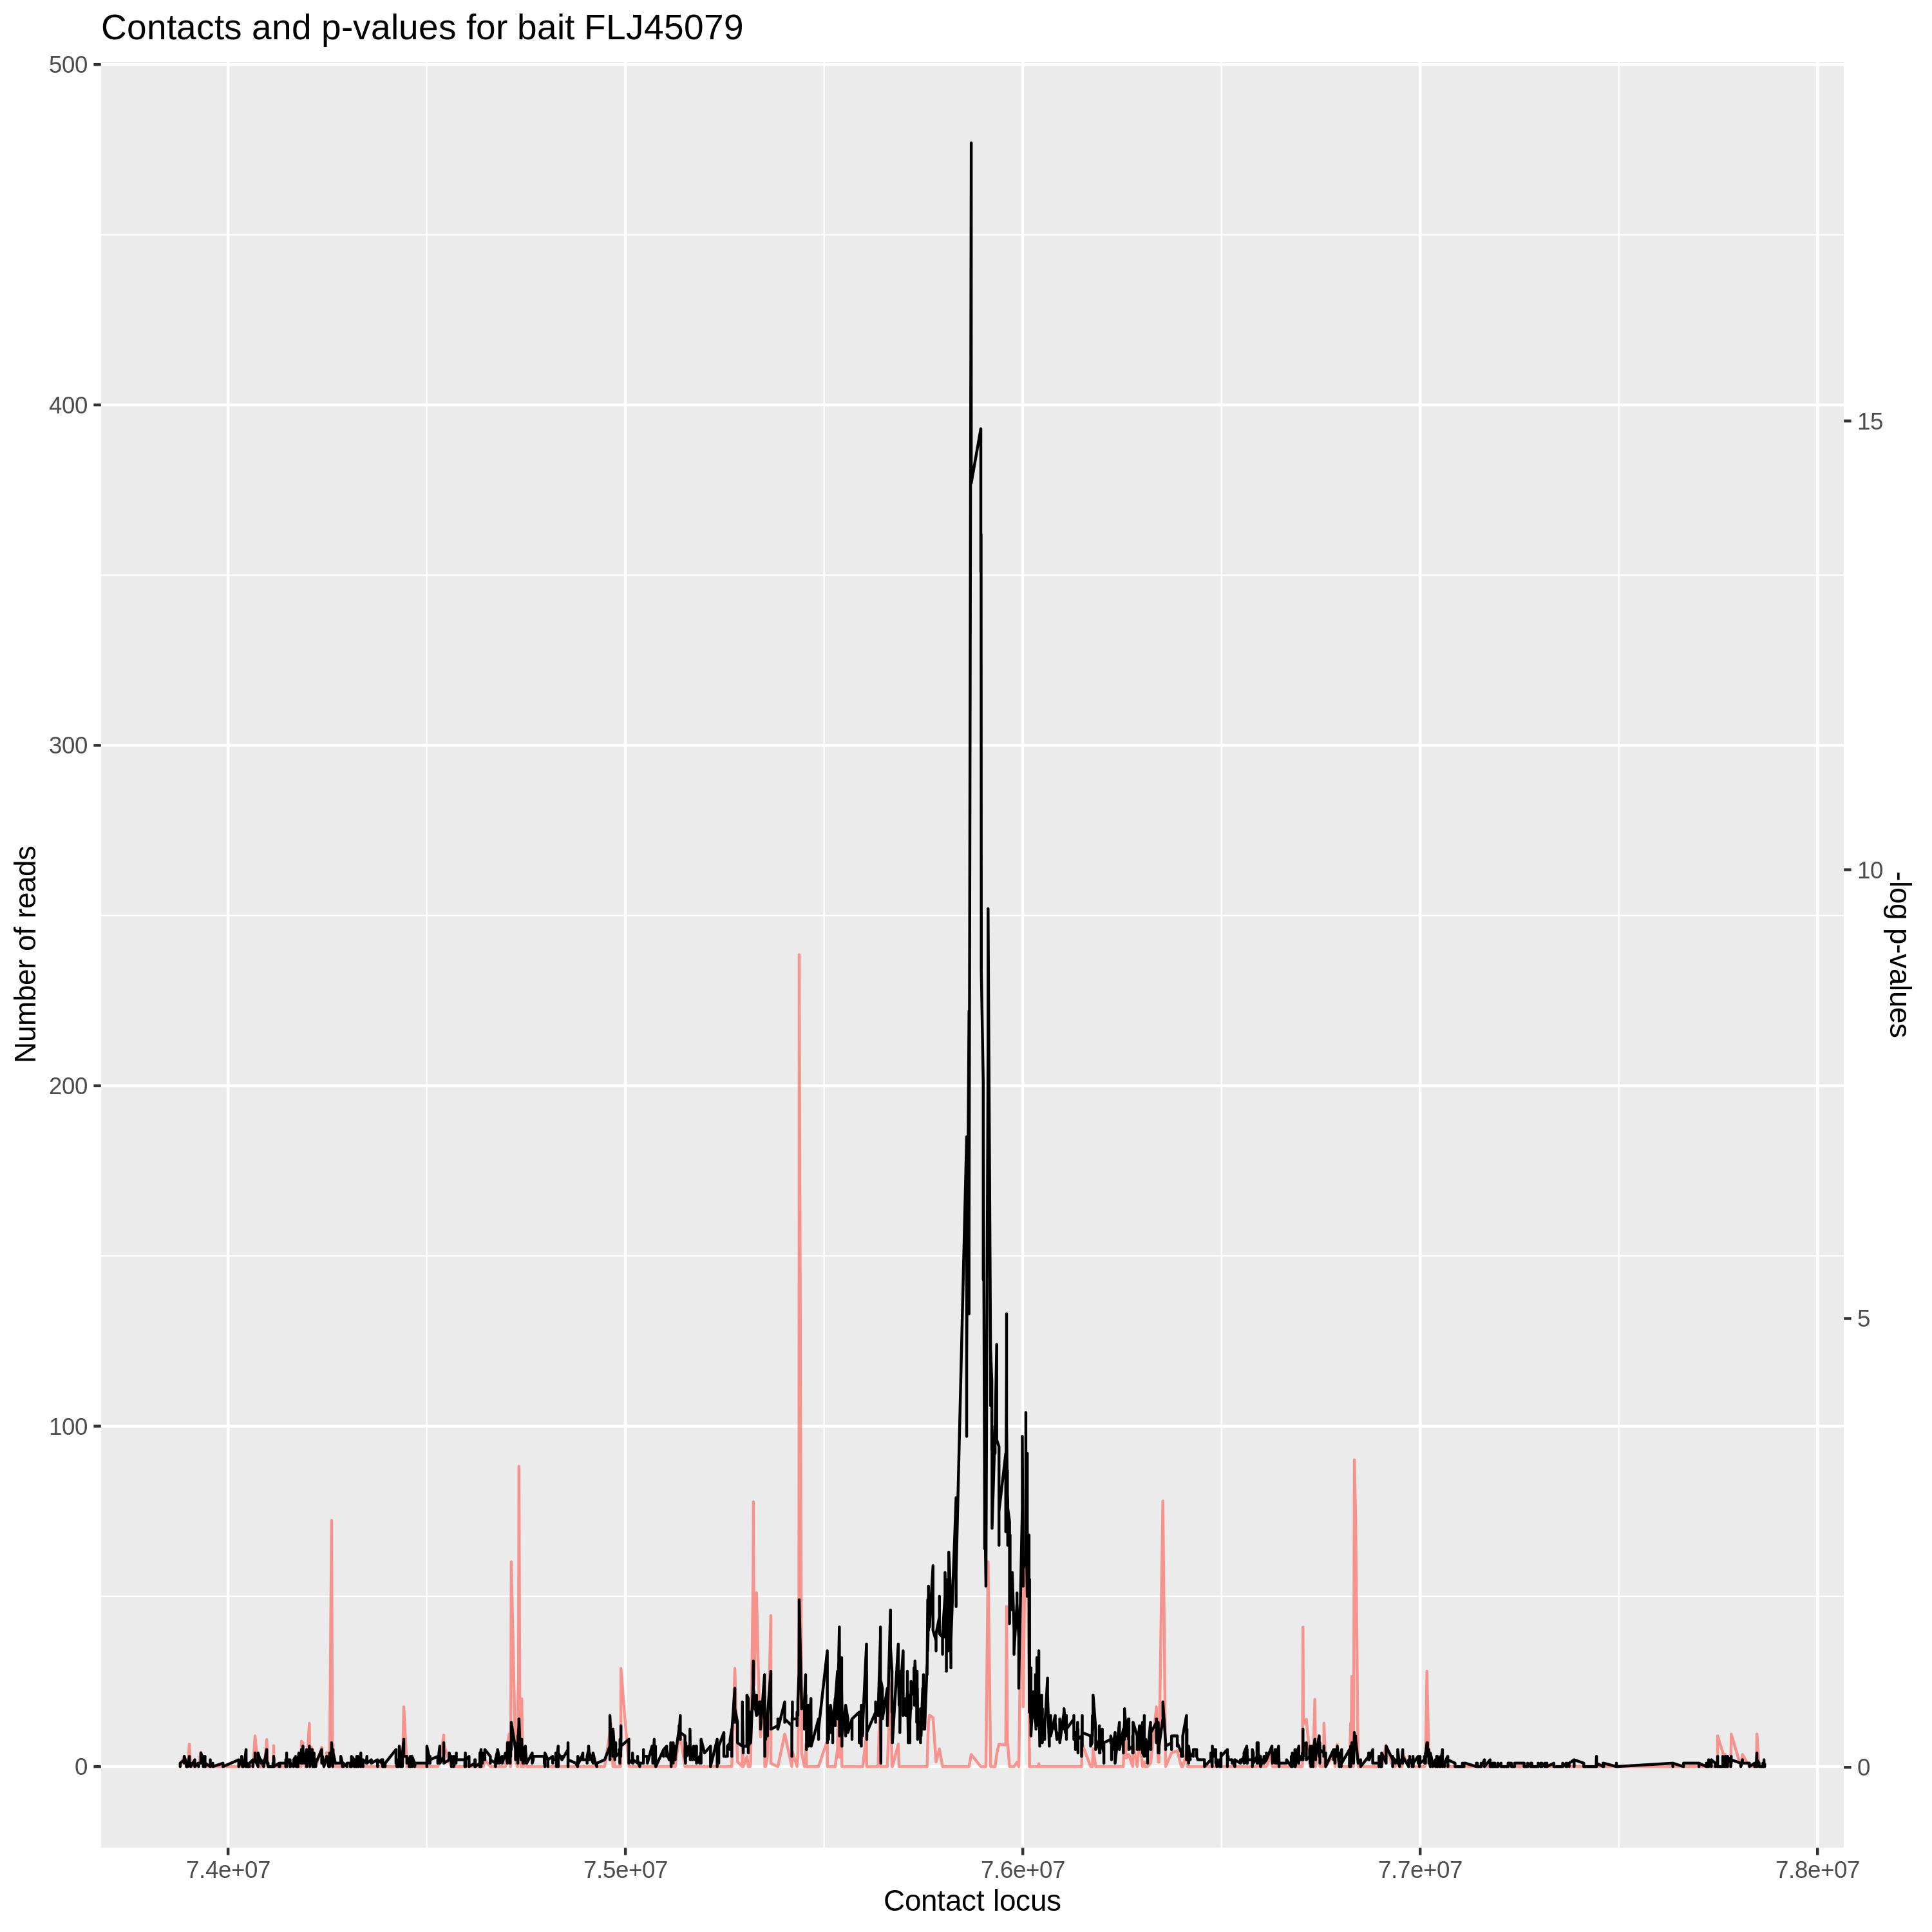 Contacts and p-values for bait FLJ45079
500
400
300
200
100
0
Number of reads
15
10
5
0
-log p-values
7.4e+07 7.5e+07 7.6e+07 7.7e+07 7.8e+07
Contact locus